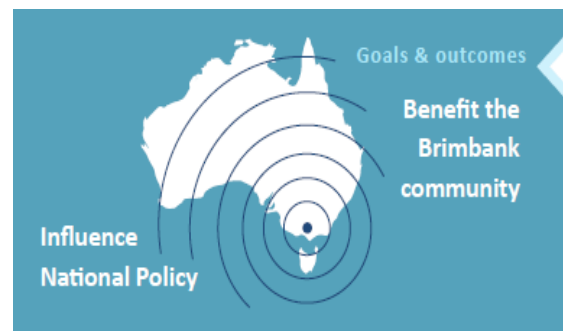 Goals & outcomes
Benefit the
Brimbank
community
Influence
National Policy